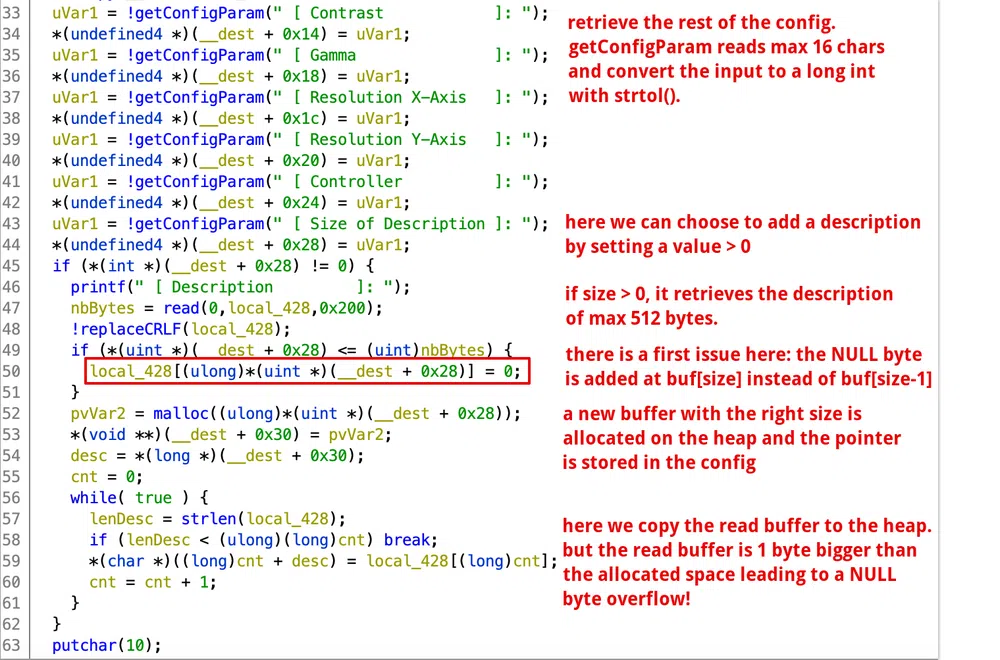 33 uVar1 = !getConfigParam(" [ Contrast ]: ");
34 *(undefined4 *)(__dest + 0x14) = uVar1;
35 uVar1 = !getConfigParam(" [ Gamma ]: ");
36 *(undefined4 *)(__dest + 0x18) = uVar1;
37 uVar1 = !getConfigParam(" [ Resolution X-Axis ]: ");
38 *(undefined4 *)(__dest + 0x1c) = uVar1;
39 uVar1 = !getConfigParam(" [ Resolution Y-Axis ]: ");
40 *(undefined4 *)(__dest + 0x20) = uVar1;
41 uVar1 = !getConfigParam(" [ Controller ]: ");
42 *(undefined4 *)(__dest + 0x24) = uVar1;
43 uVar1 = !getConfigParam(" [ Size of Description ]: ");
44 *(undefined4 *)(__dest + 0x28) = uVar1;
45 if (*(int *)(__dest + 0x28) != 0) {
46 printf(" [ Description ]: ");
47 nbBytes = read(0,local_428,0x200);
48 !replaceCRLF(local_428);
49 if (*(uint *)(__dest + 0x28) <= (uint)nbBytes) {
50 local_428[(ulong)*(uint *)(__dest + 0x28)] = 0;
51 }
52 pvVar2 = malloc((ulong)*(uint *)(__dest + 0x28));
53 *(void **)(__dest + 0x30) = pvVar2;
54 desc = *(long *)(__dest + 0x30);
55 cnt = 0;
56 while( true ) {
57 lenDesc = strlen(local_428);
58 if (lenDesc < (ulong)(long)cnt) break;
59 *(char *)((long)cnt + desc) = local_428[(long)cnt];
60 cnt = cnt + 1;
61 }
62 }
63 putchar(10);
retrieve the rest of the config.
getConfigParam reads max 16 chars
and convert the input to a long int
with strtol().
here we can choose to add a description
by setting a value > 0
if size > 0, it retrieves the description
of max 512 bytes.
there is a first issue here: the NULL byte
is added at buf[size] instead of buf[size-1]
a new buffer with the right size is
allocated on the heap and the pointer
is stored in the config
here we copy the read buffer to the heap.
but the read buffer is 1 byte bigger than
the allocated space leading to a NULL
byte overflow!